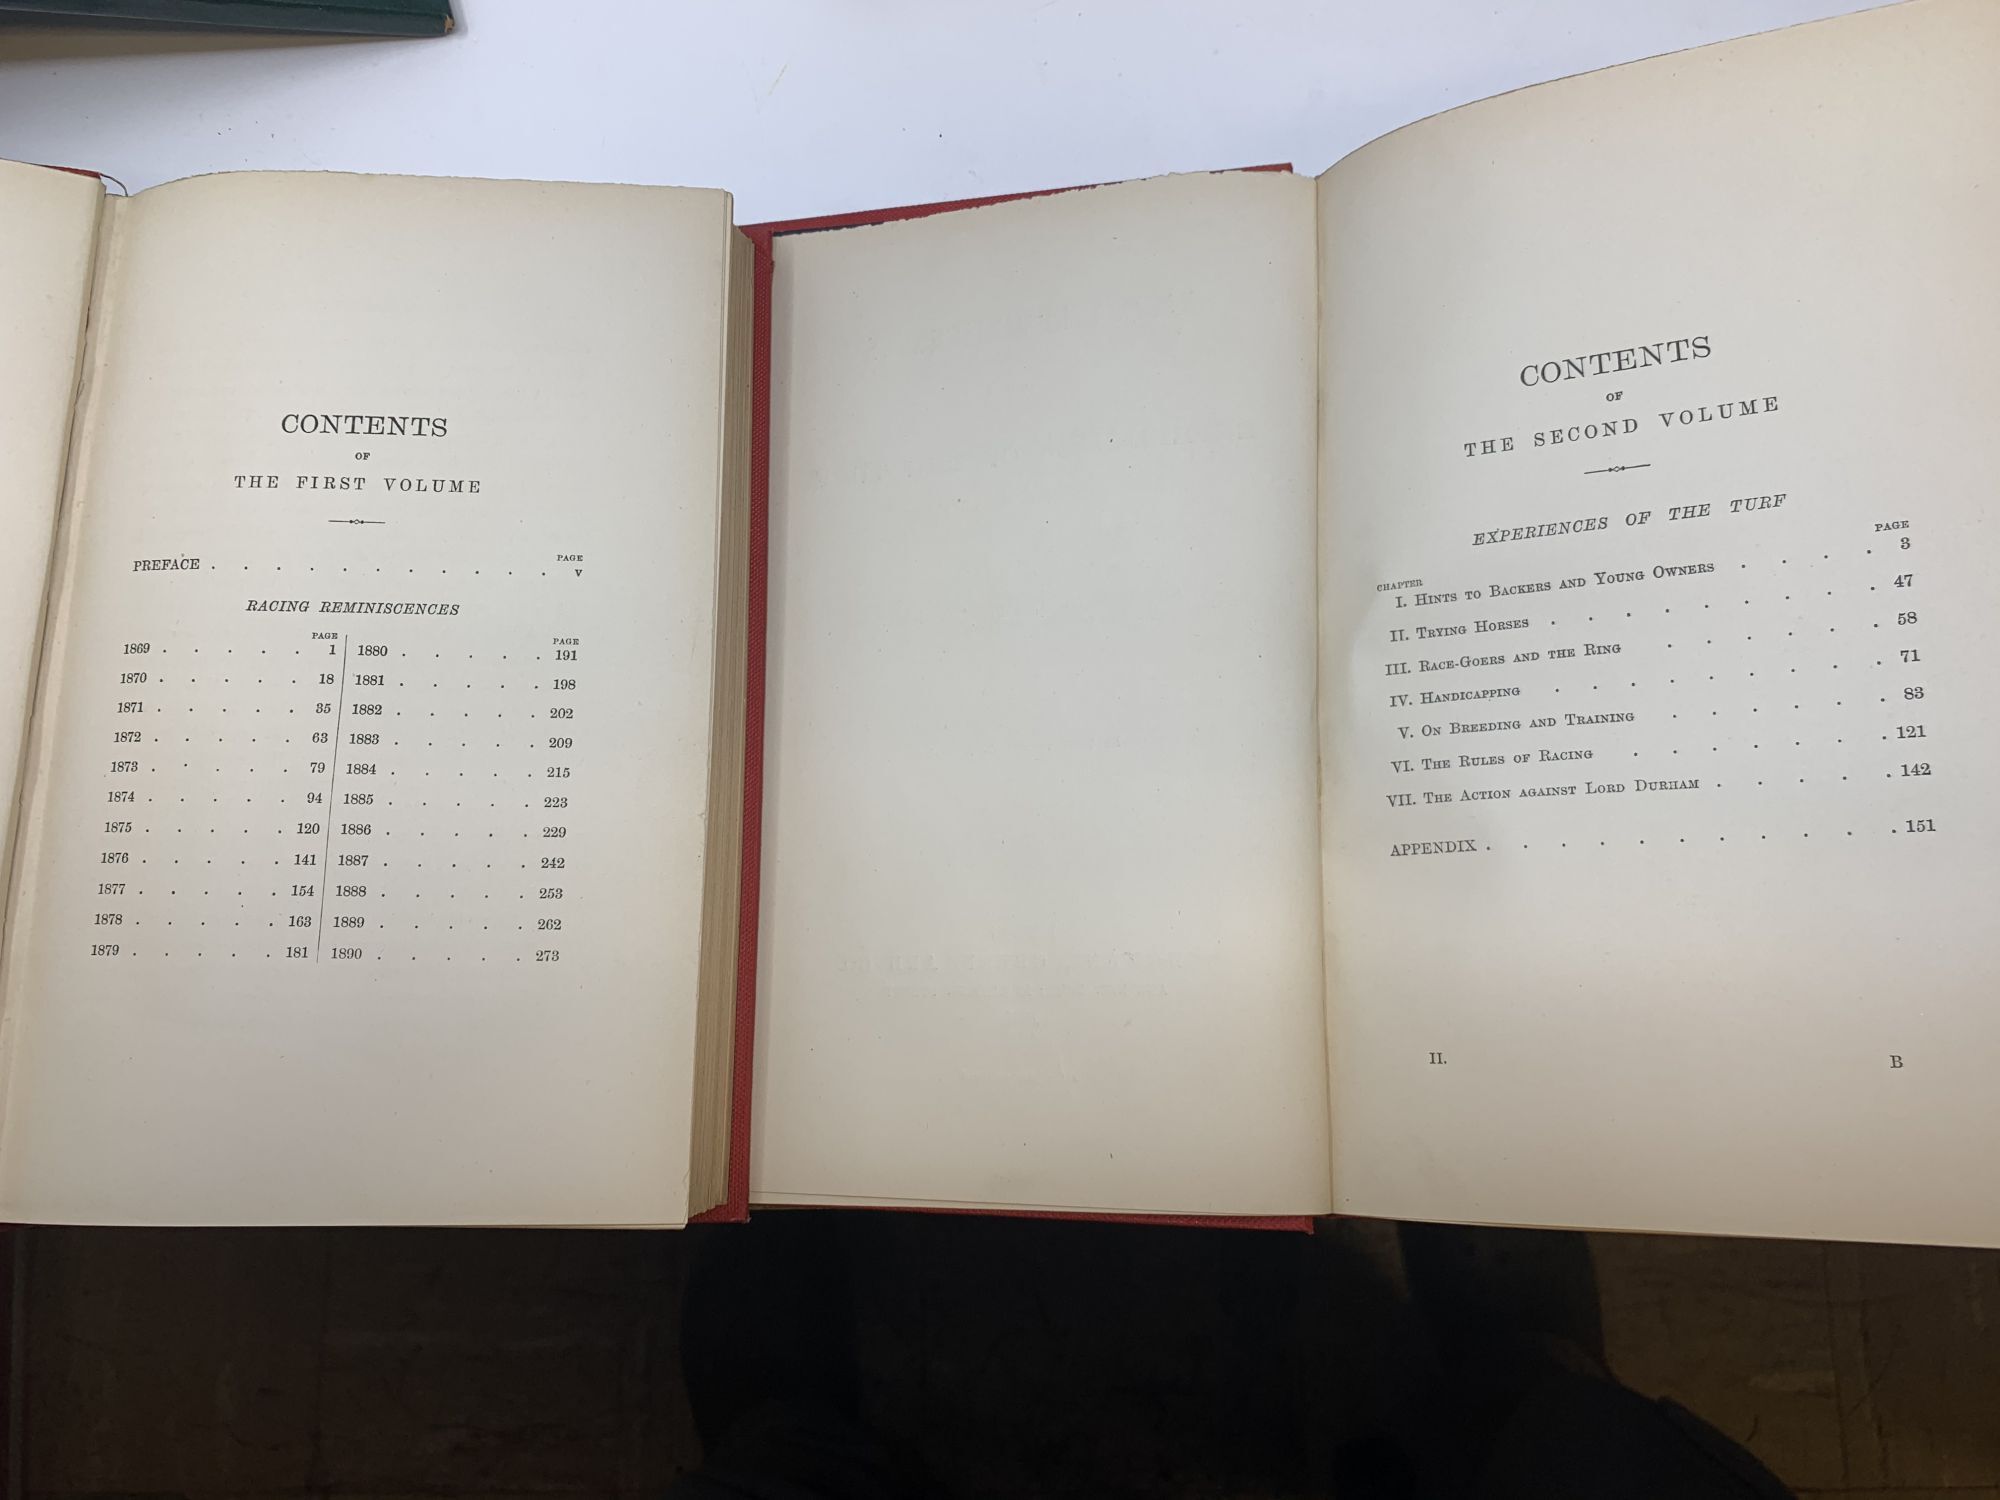 CONTENTS
OF
THE FIRST VOLUME
PAGE
PREFACE . . . . . . . . . . . v
RACING REMINISCENCES
PAGE
1869 . . . . . 1
1870 . . . . . 18
1871 . . . . . 35
1872 . . . . . 63
1873 . . . . . 79
1874 . . . . . 94
1875 . . . . . 120
1876 . . . . . 141
1877 . . . . . 154
1878 . . . . . 163
1879 . . . . . 181
PAGE
1880 . . . . . 191
1881 . . . . . 198
1882 . . . . . 202
1883 . . . . . 209
1884 . . . . . 215
1885 . . . . . 223
1886 . . . . . 229
1887 . . . . . 242
1888 . . . . . 253
1889 . . . . . 262
1890 . . . . . 273
CONTENTS
OF
THE SECOND VOLUME
EXPERIENCES OF THE TURF
CHAPTER PAGE
I. HINTS TO BACKERS AND YOUNG OWNERS . . . . 3
II. TRYING HORSES . . . . . . . . . 47
III. RACE-GOERS AND THE RING . . . . . . 58
IV. HANDICAPPING . . . . . . . . . 71
V. ON BREEDING AND TRAINING . . . . . . 83
VI. THE RULES OF RACING . . . . . . . 121
VII. THE ACTION AGAINST LORD DURHAM . . . . . 142
APPENDIX . . . . . . . . . . . 151
II. B